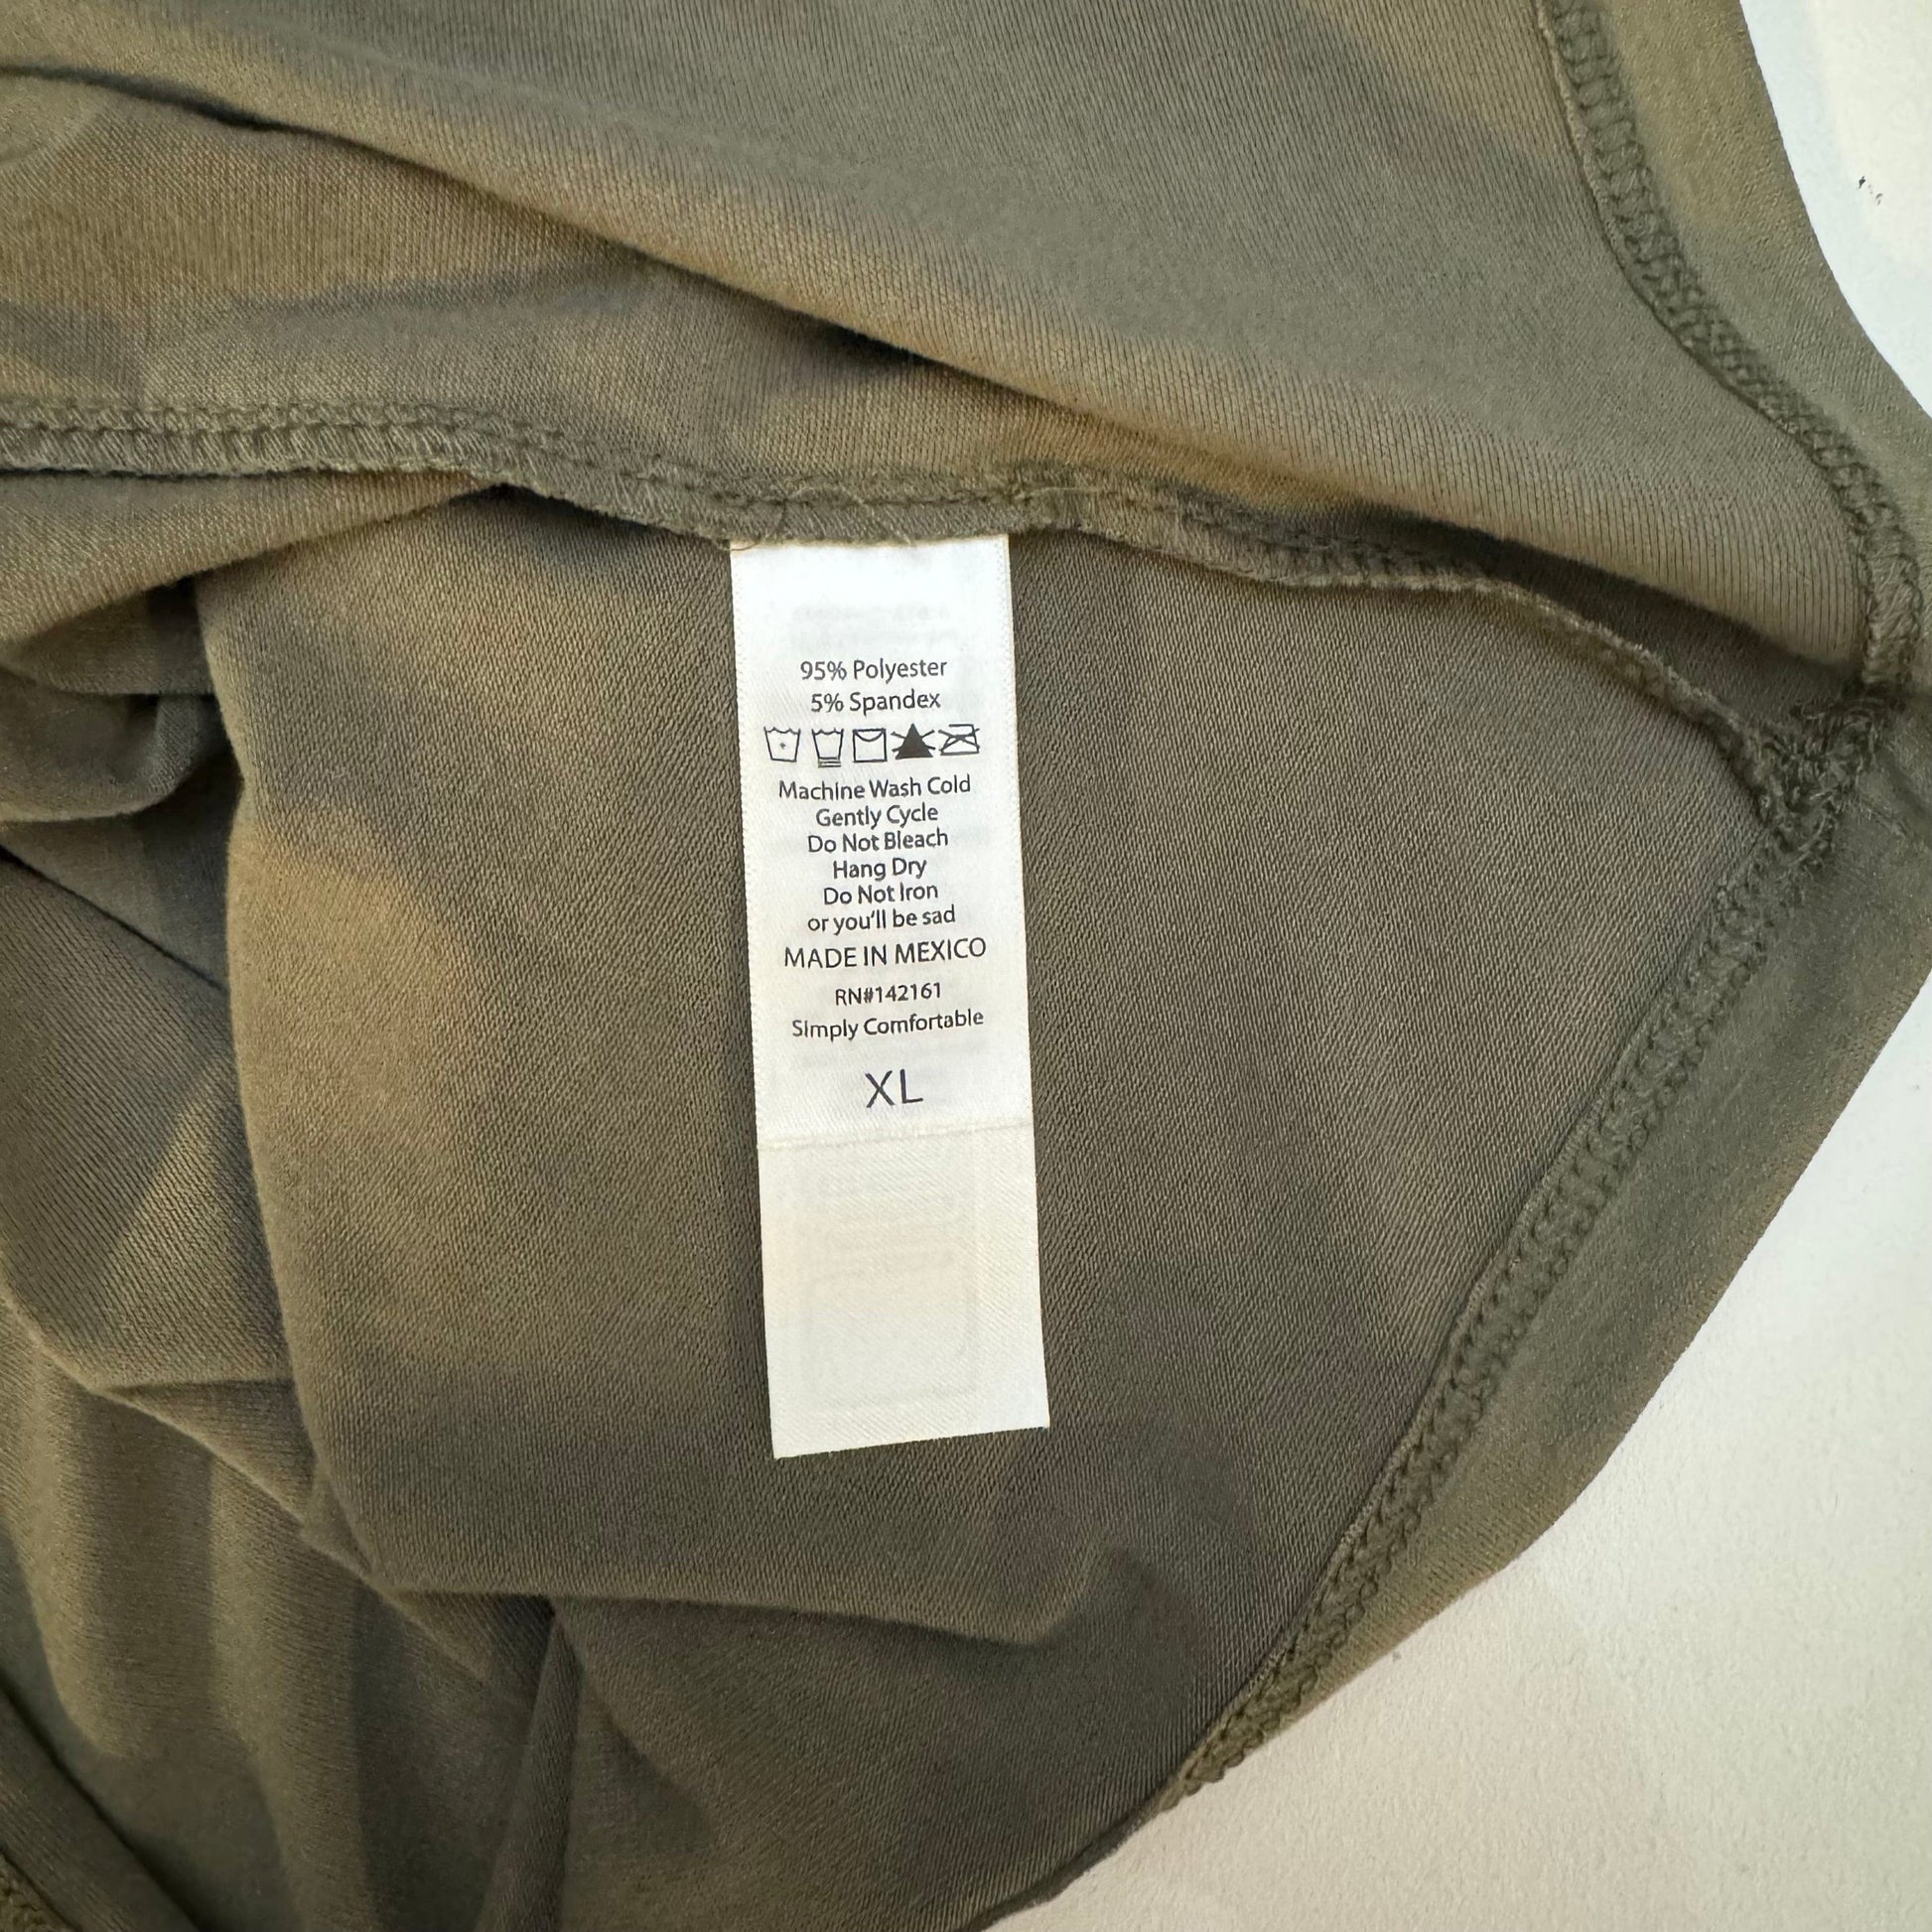 95% Polyester
5% Spandex
Machine Wash Cold
Gently Cycle
Do Not Bleach
Hang Dry
Do Not Iron
or you'll be sad
MADE IN MEXICO
RN#142161
Simply Comfortable
XL